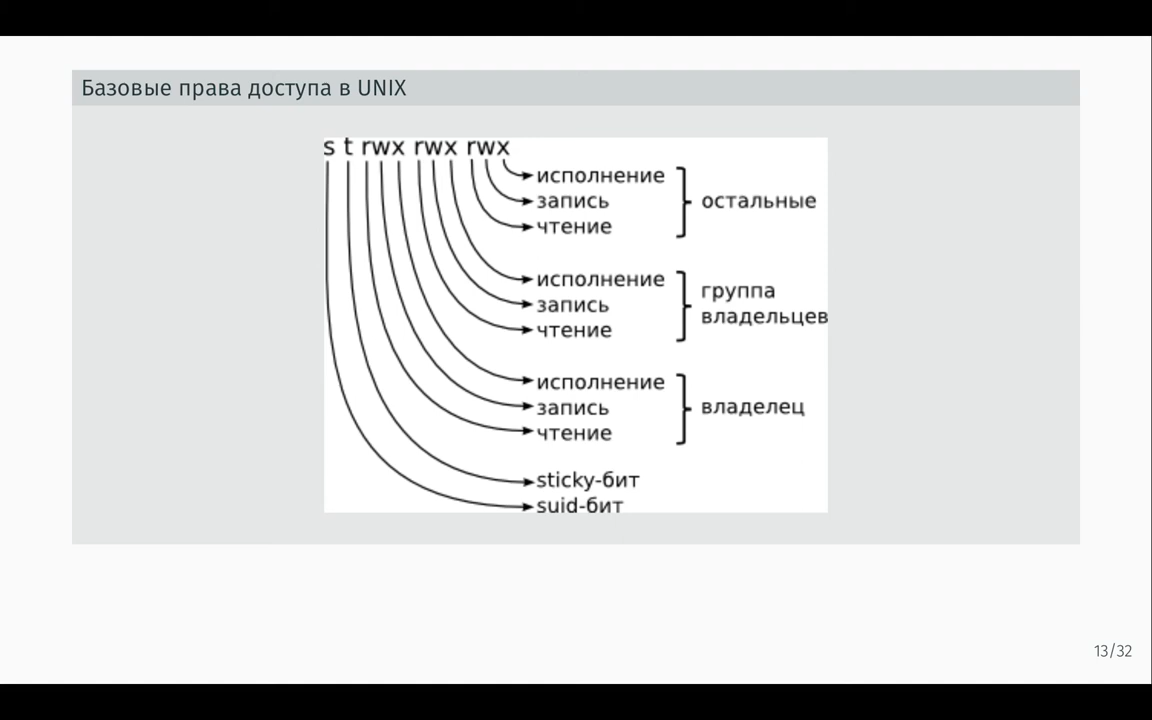 Базовые права доступа в UNIX
s t rwx rwx rwx
исполнение
запись
чтение
остальные
исполнение
запись
чтение
группа
владельцев
исполнение
запись
чтение
владелец
sticky-бит
suid-бит
13/32